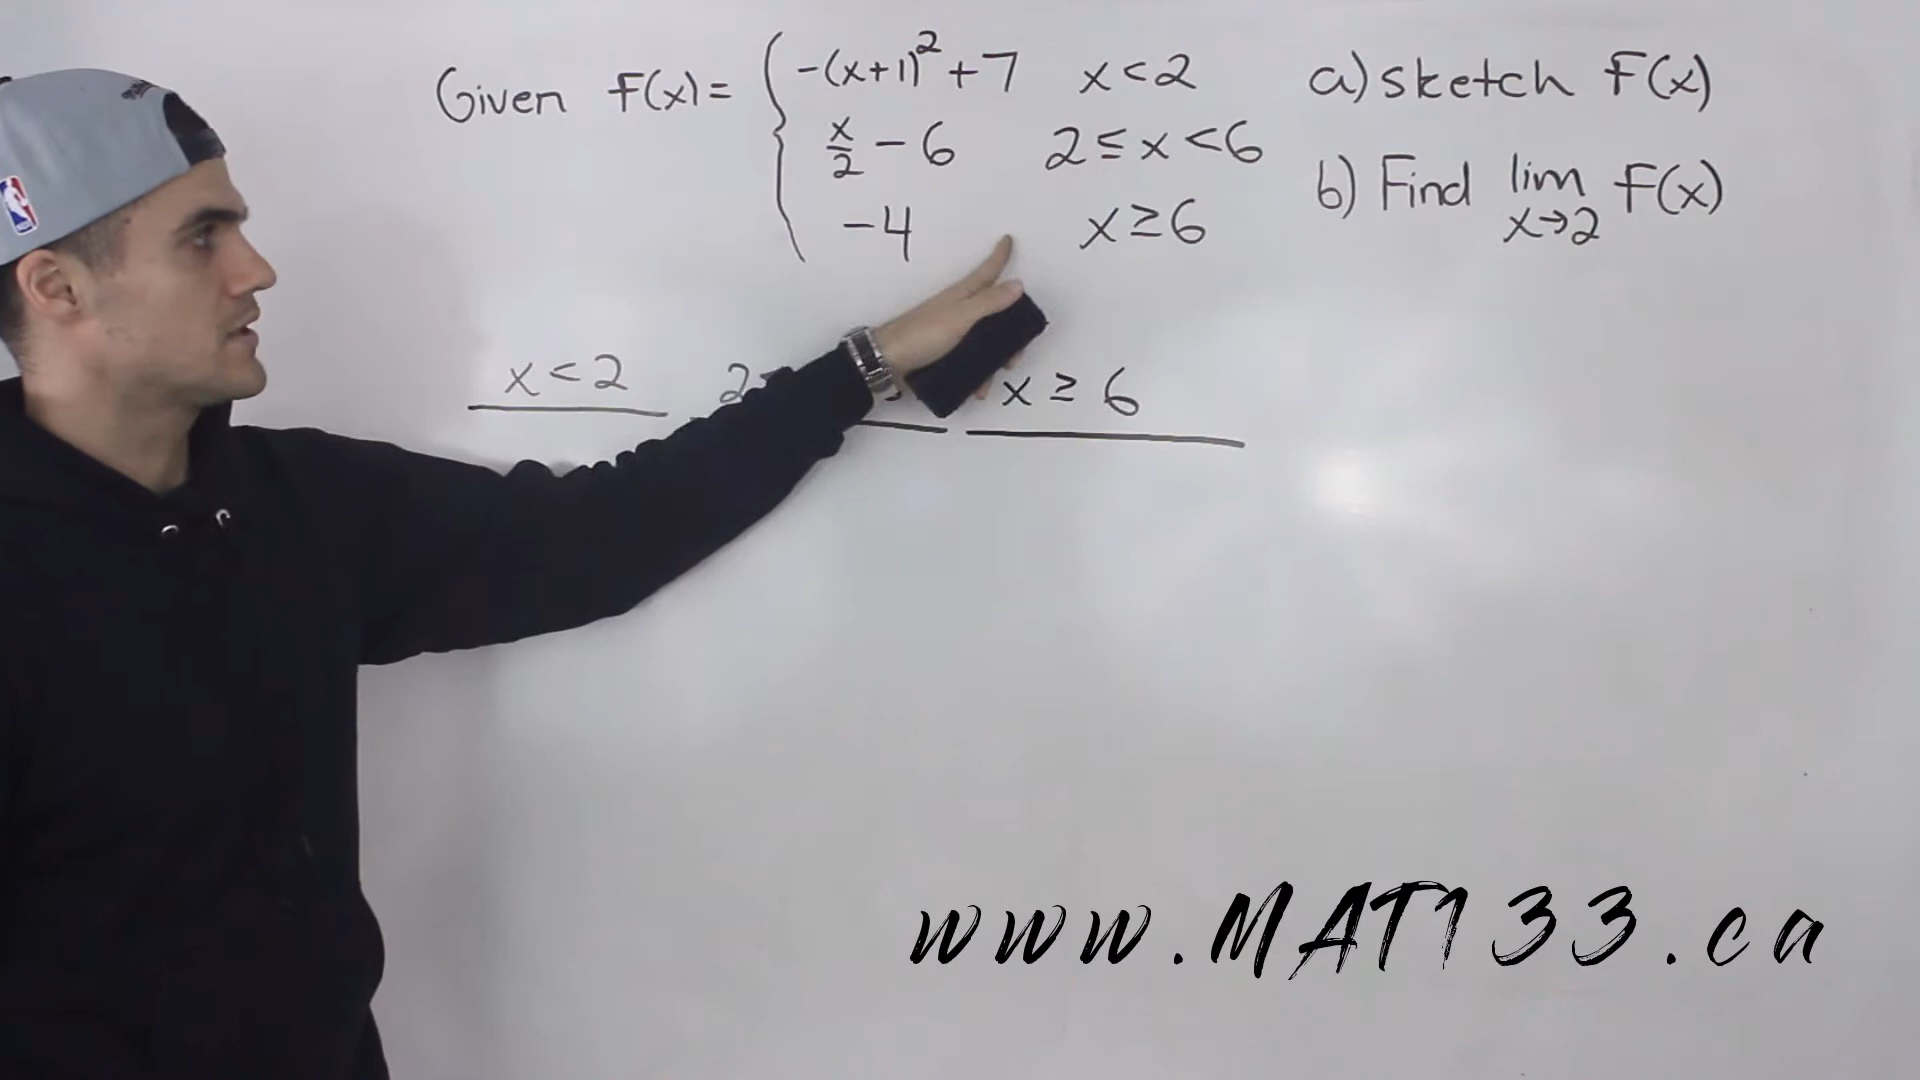 Given F(x) = { -(x+1)² + 7 x < 2
x/2 - 6 2 ≤ x < 6
-4 x ≥ 6
a) sketch F(x)
b) Find lim x→2 F(x)
x < 2 2 x ≥ 6
www.MAT133.ca